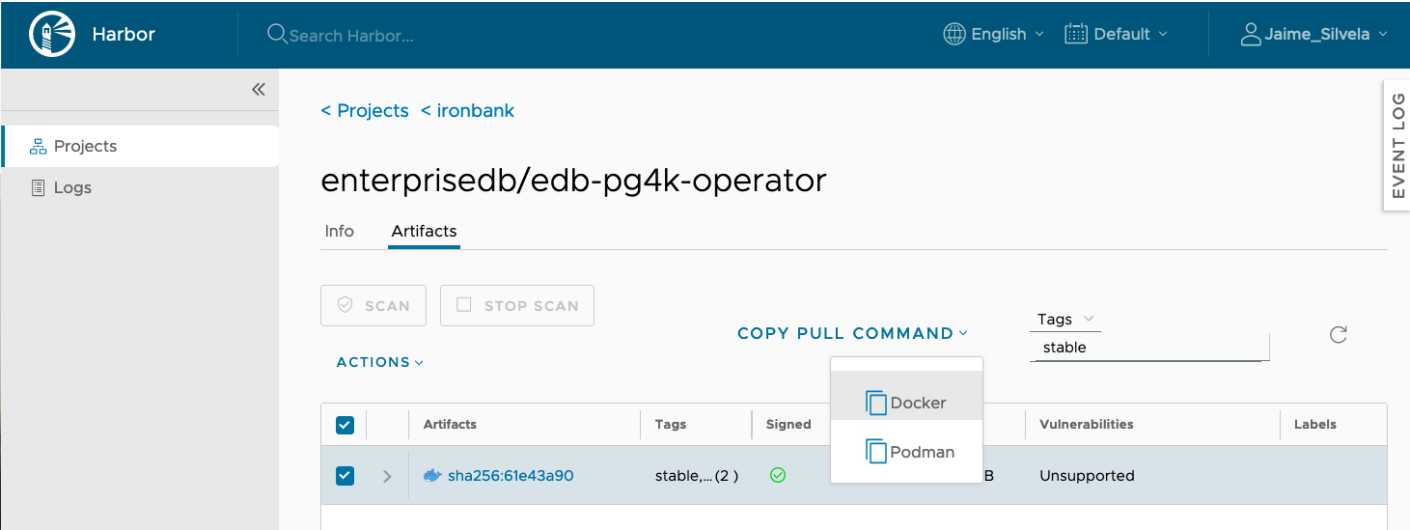 Harbor
Search Harbor...
English
Default
Jaime_Silvela
EVENT LOG
Projects
Logs
< Projects < ironbank
enterprisedb/edb-pg4k-operator
Info Artifacts
SCAN STOP SCAN
COPY PULL COMMAND
Tags
stable
ACTIONS
Docker
Podman
Artifacts Tags Signed Vulnerabilities Labels
sha256:61e43a90 stable,...(2 ) B Unsupported